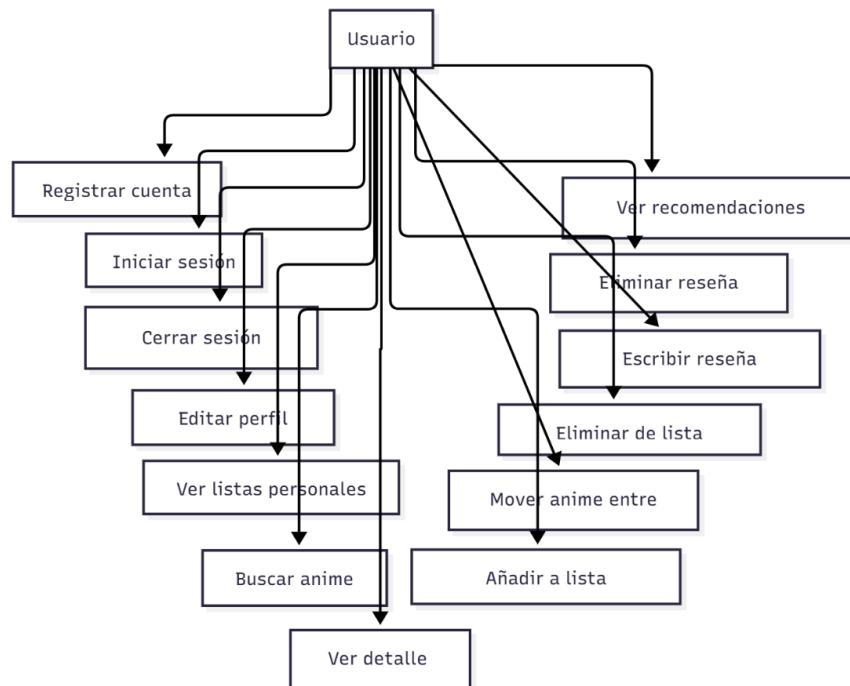 Usuario
Registrar cuenta
Ver recomendaciones
Iniciar sesión
Eliminar reseña
Cerrar sesión
Escribir reseña
Editar perfil
Eliminar de lista
Ver listas personales
Mover anime entre
Buscar anime
Añadir a lista
Ver detalle